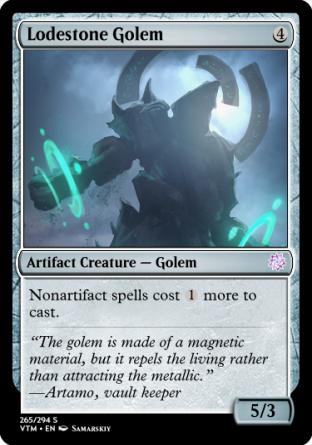 Lodestone Golem 4
Artifact Creature — Golem
Nonartifact spells cost 1 more to
cast.
“The golem is made of a magnetic
material, but it repels the living rather
than attracting the metallic.”
—Artamo, vault keeper
5/3
265/294 S
VTM • EN Samarskiy